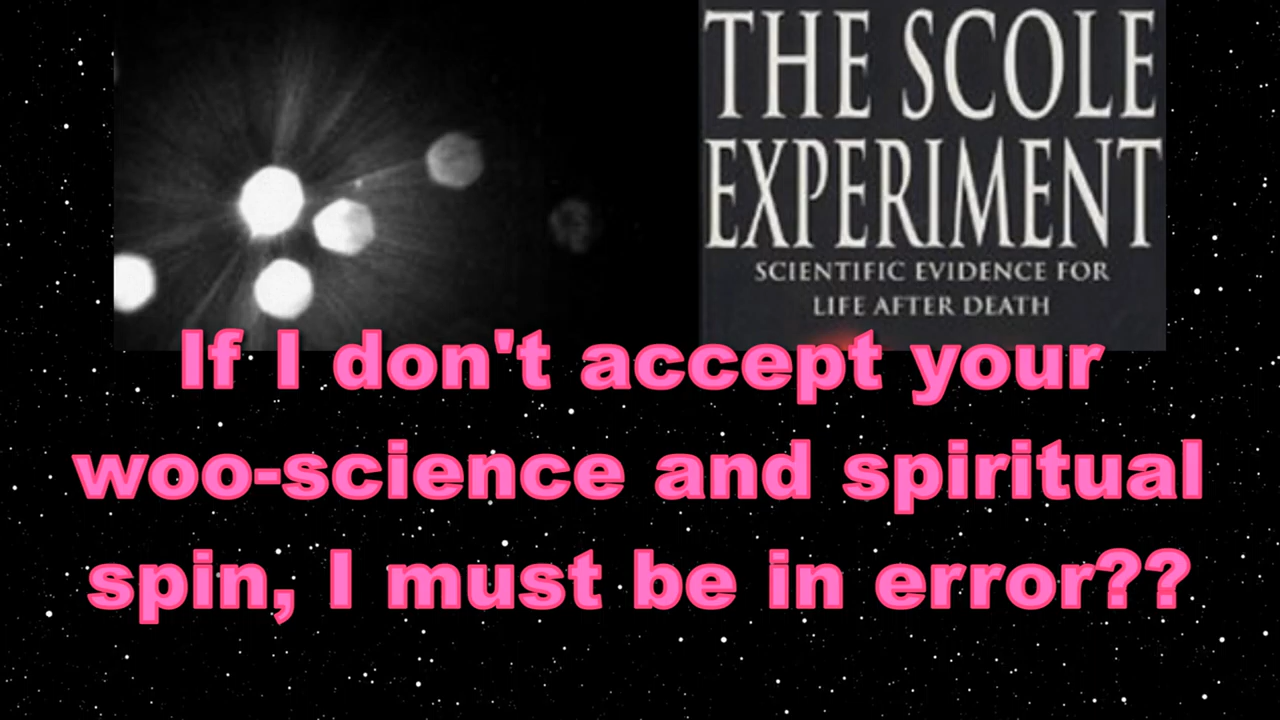 THE SCOLE
EXPERIMENT
SCIENTIFIC EVIDENCE FOR
LIFE AFTER DEATH
If I don't accept your
woo-science and spiritual
spin, I must be in error??